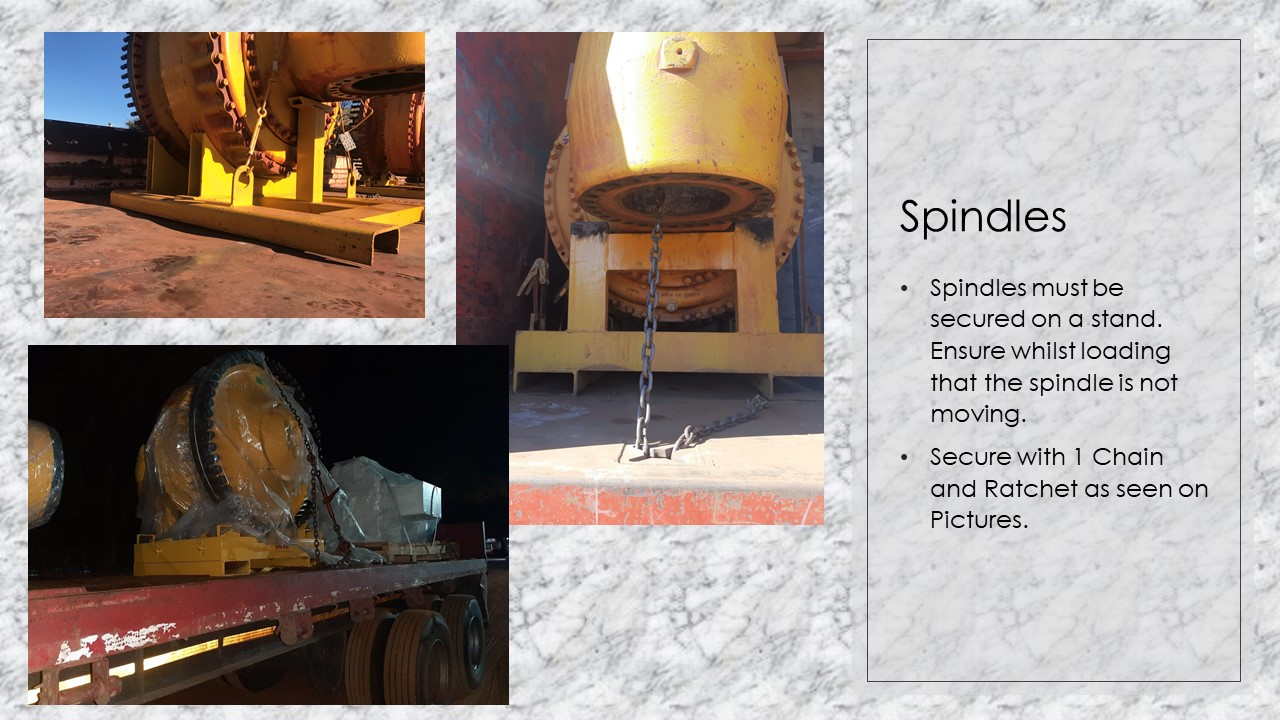 Spindles
• Spindles must be
secured on a stand.
Ensure whilst loading
that the spindle is not
moving.
• Secure with 1 Chain
and Ratchet as seen on
Pictures.